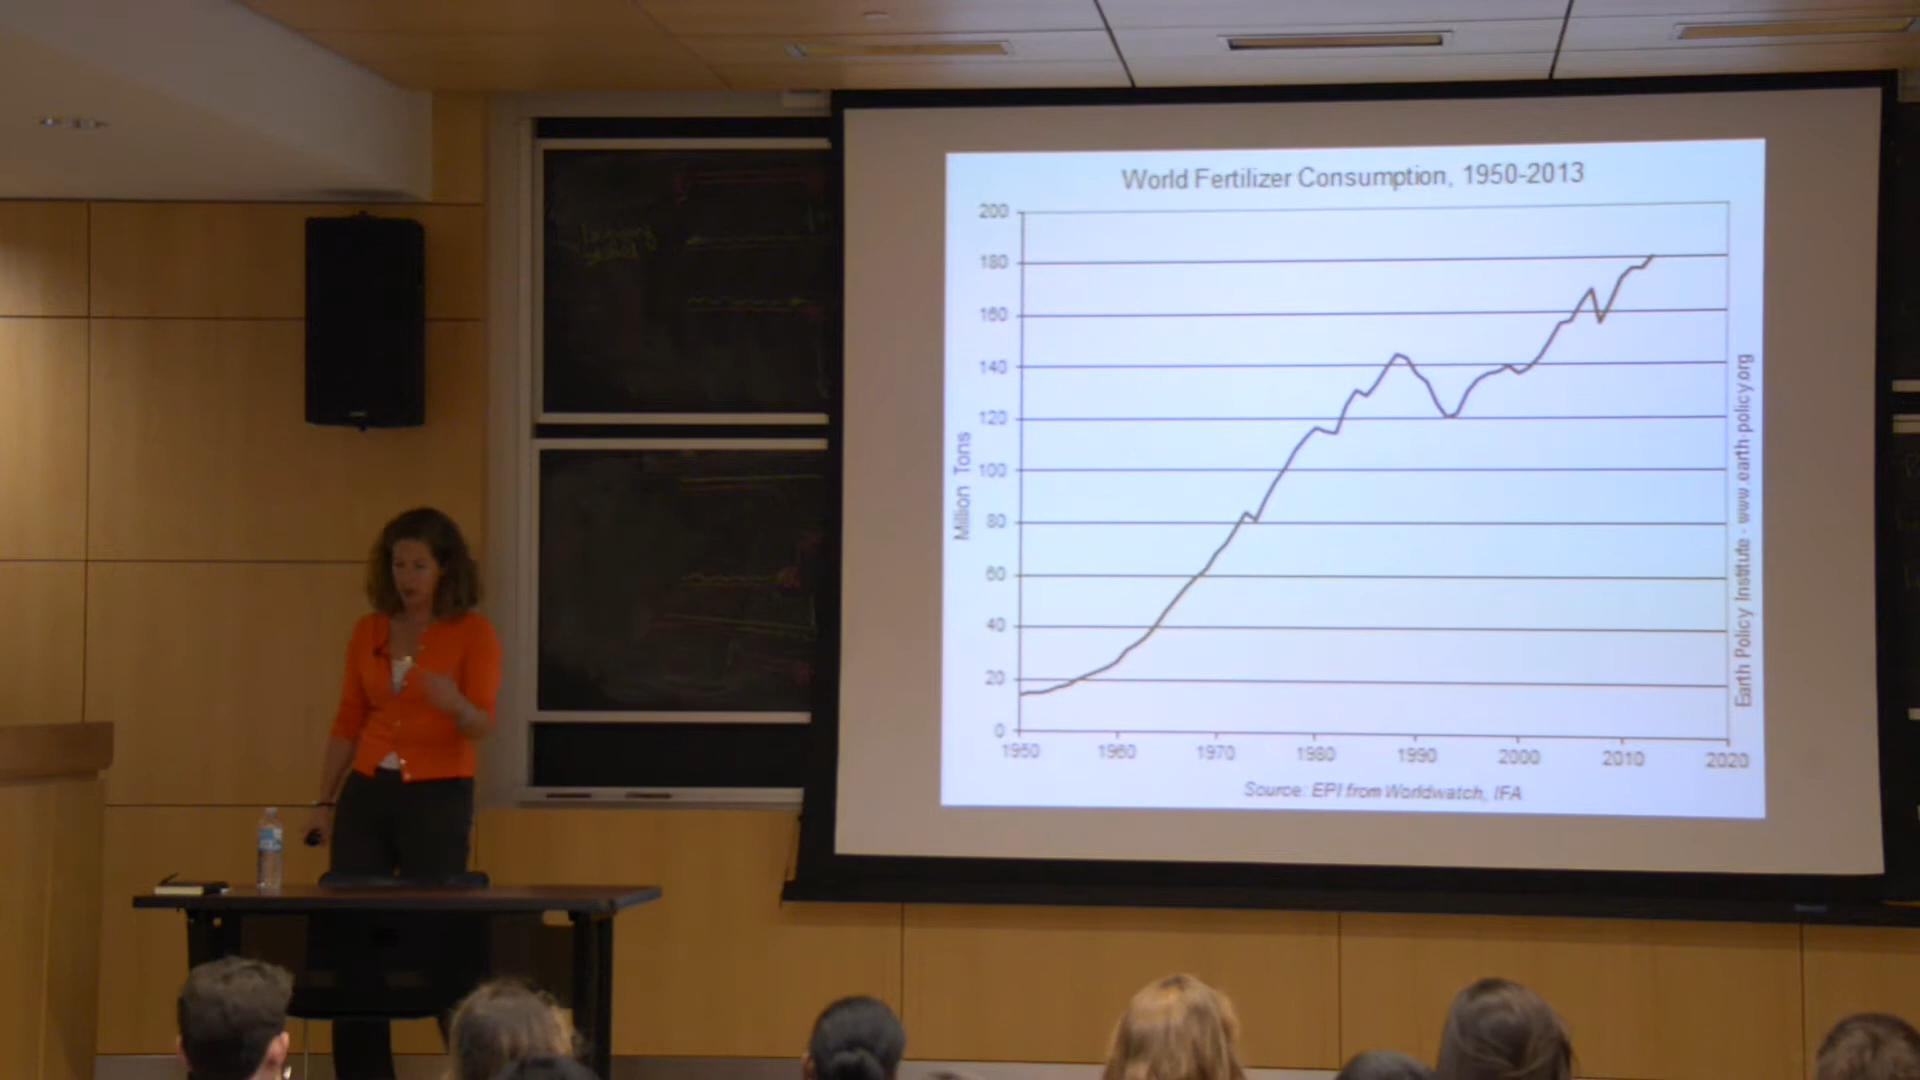 World Fertilizer Consumption, 1950-2013
200
180
160
140
120
100
80
60
40
20
0
Million Tons
1950 1960 1970 1980 1990 2000 2010 2020
Source: EPI from Worldwatch, IFA
Earth Policy Institute - www.earth-policy.org